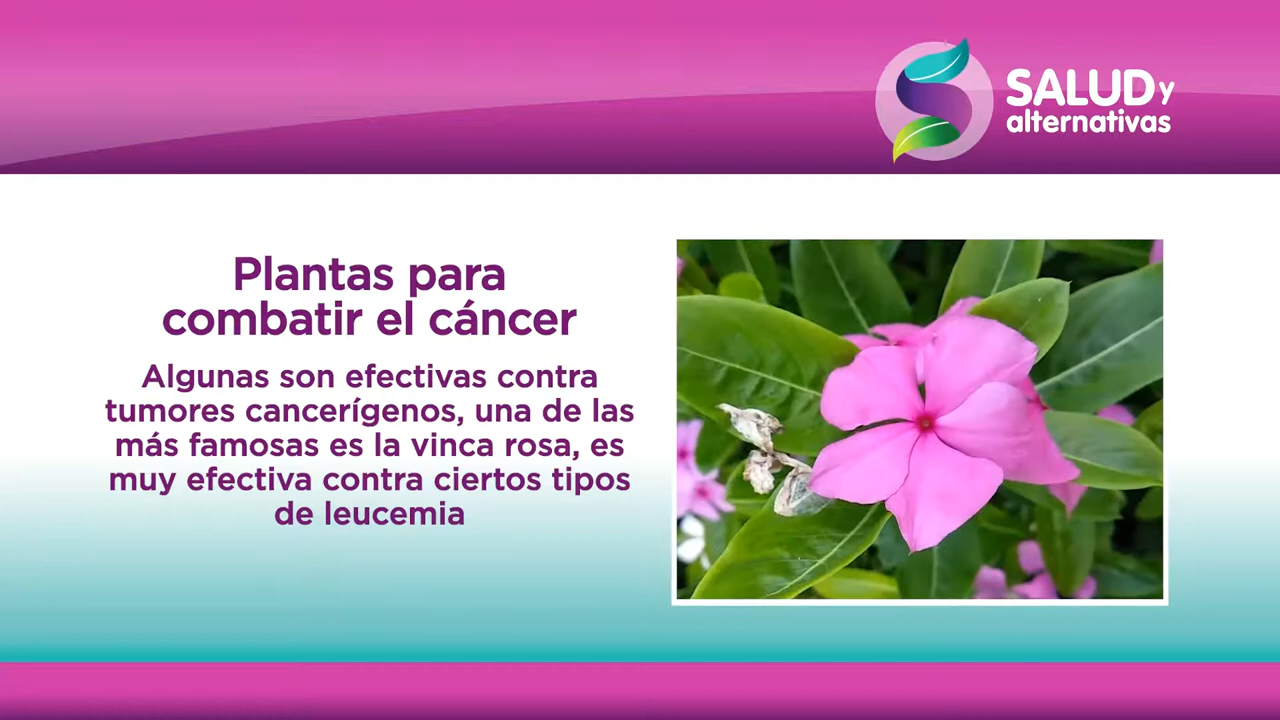 SALUD y
alternativas
Plantas para
combatir el cáncer
Algunas son efectivas contra
tumores cancerígenos, una de las
más famosas es la vinca rosa, es
muy efectiva contra ciertos tipos
de leucemia